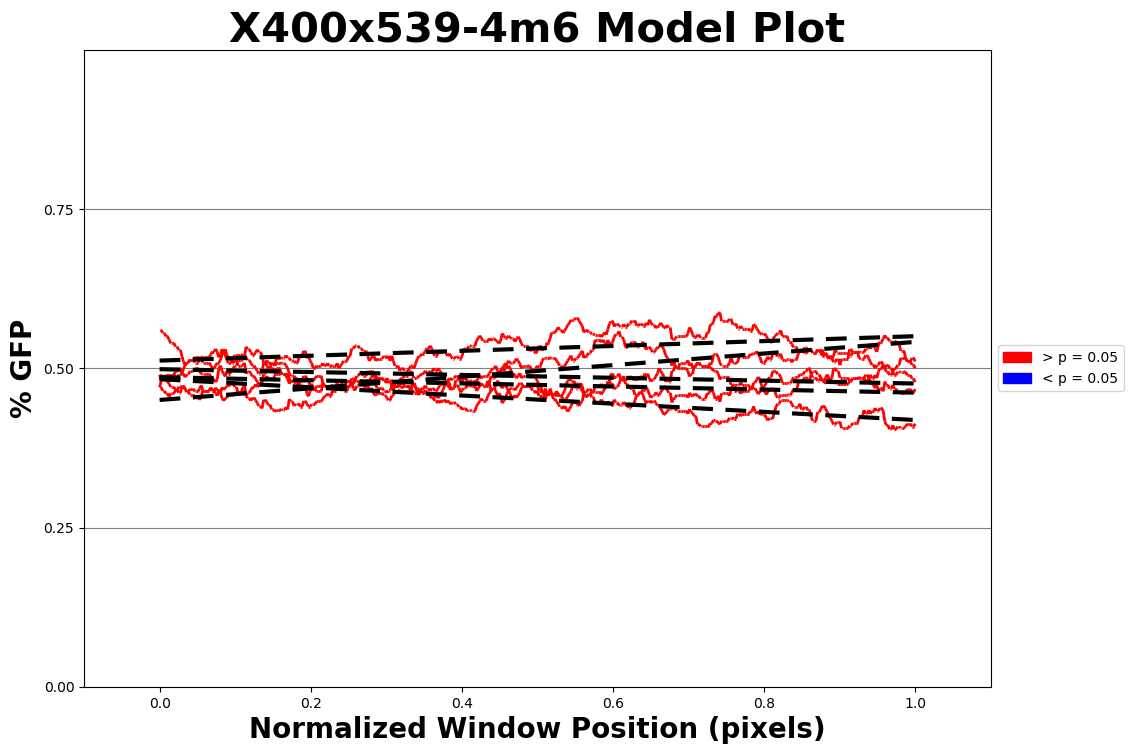 X400x539-4m6 Model Plot
% GFP
0.75
0.50
0.25
0.00
0.0 0.2 0.4 0.6 0.8 1.0
Normalized Window Position (pixels)
> p = 0.05
< p = 0.05